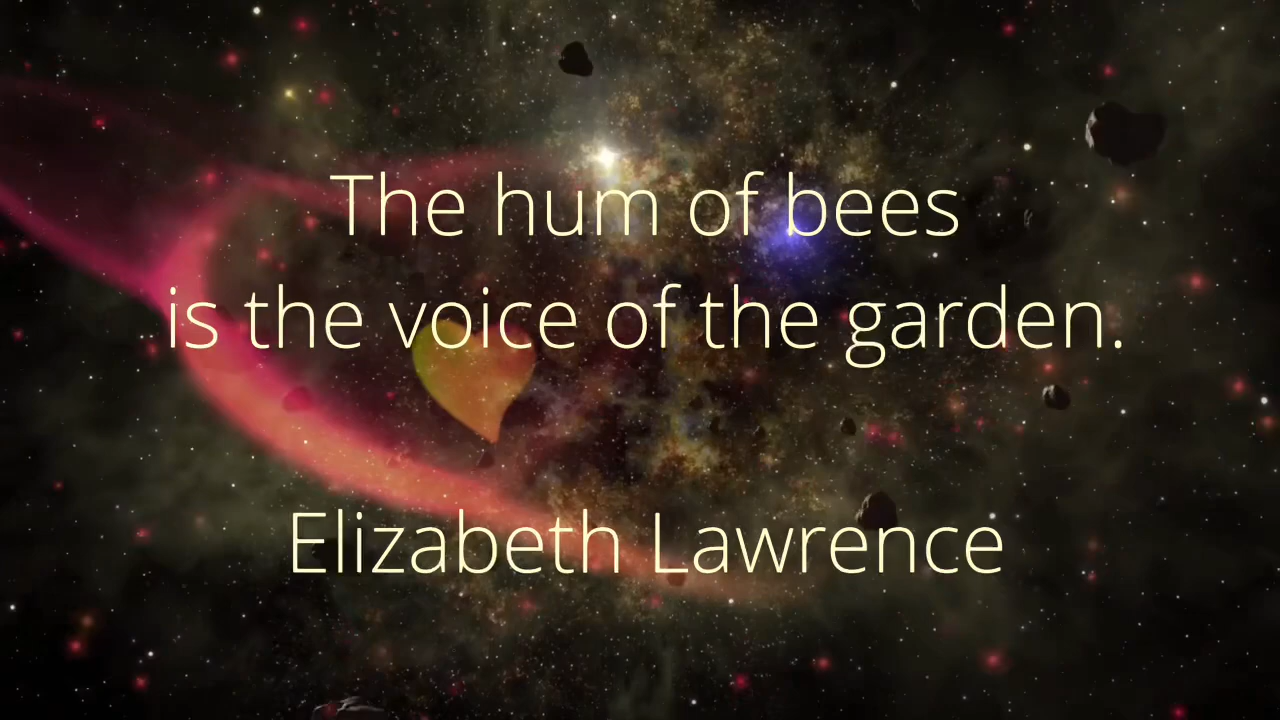 The hum of bees
is the voice of the garden.
Elizabeth Lawrence